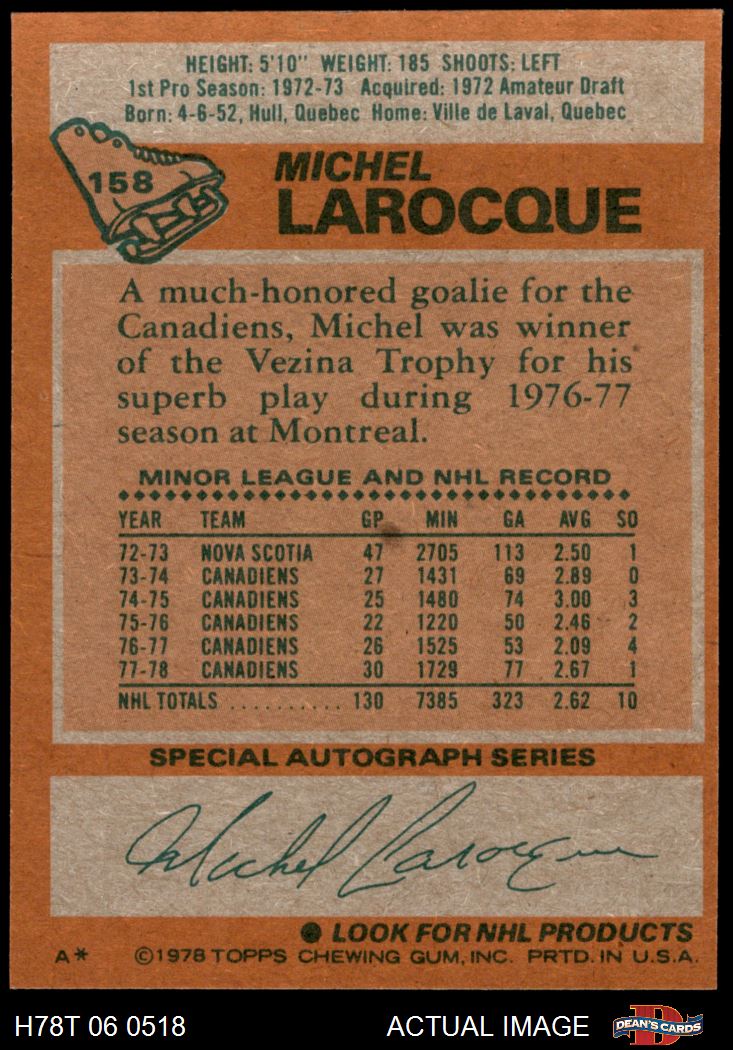 HEIGHT: 5'10" WEIGHT: 185 SHOOTS: LEFT
1st Pro Season: 1972-73 Acquired: 1972 Amateur Draft
Born: 4-6-52, Hull, Quebec Home: Ville de Laval, Quebec
158
MICHEL
LAROCQUE
A much-honored goalie for the
Canadiens, Michel was winner
of the Vezina Trophy for his
superb play during 1976-77
season at Montreal.
MINOR LEAGUE AND NHL RECORD
YEAR TEAM GP MIN GA AVG SO
72-73 NOVA SCOTIA 47 2705 113 2.50 1
73-74 CANADIENS 27 1431 69 2.89 0
74-75 CANADIENS 25 1480 74 3.00 3
75-76 CANADIENS 22 1220 50 2.46 2
76-77 CANADIENS 26 1525 53 2.09 4
77-78 CANADIENS 30 1729 77 2.67 1
NHL TOTALS .......... 130 7385 323 2.62 10
SPECIAL AUTOGRAPH SERIES
Michel Larocque
● LOOK FOR NHL PRODUCTS
A* ©1978 TOPPS CHEWING GUM, INC. PRTD. IN U.S.A.
H78T 06 0518 ACTUAL IMAGE D DEAN'S CARDS